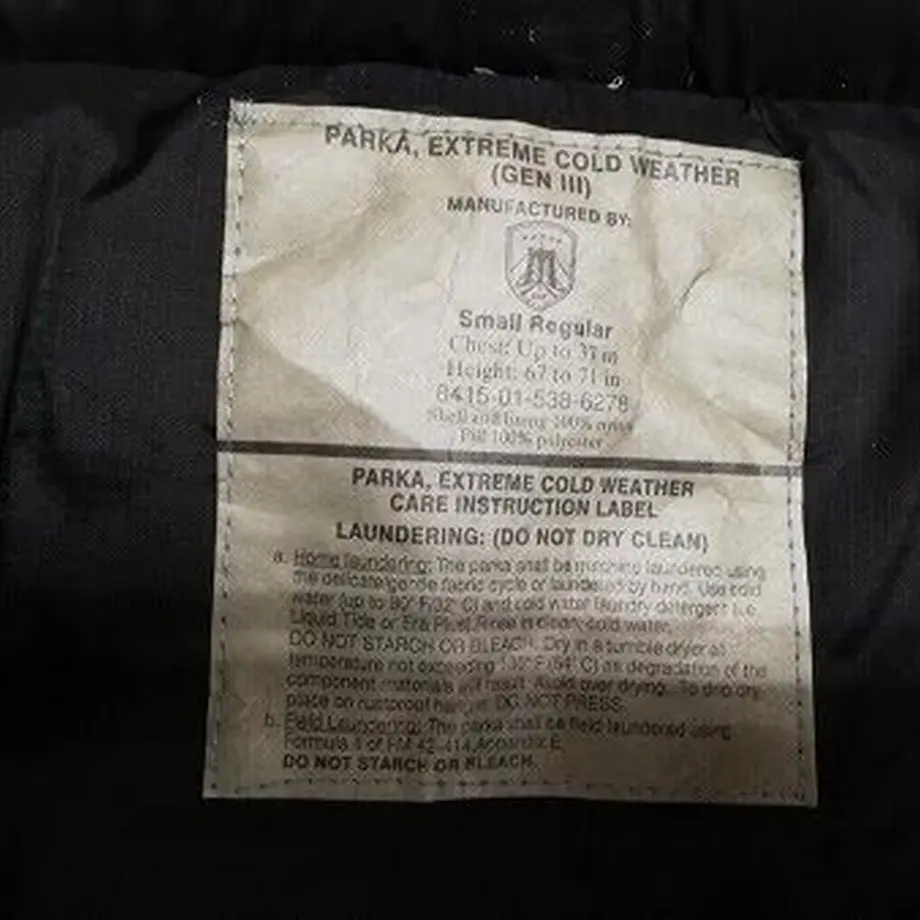 PARKA, EXTREME COLD WEATHER
(GEN III)
MANUFACTURED BY:
Small Regular
Chest: Up to 37 in
Height: 67 to 71 in
8415-01-538-6278
Shell and lining 100%
Fill 100% polyester
PARKA, EXTREME COLD WEATHER
CARE INSTRUCTION LABEL
LAUNDERING: (DO NOT DRY CLEAN)
a. Home laundering: The parka shall be machine laundered using
the delicate/gentle fabric cycle or laundered by hand. Use cold
water (up to 90° F/32° C) and cold water laundry detergent i.e.
Liquid Tide or Era Plus. Rinse in clean, cold water.
DO NOT STARCH OR BLEACH. Dry in a tumble dryer at
temperature not exceeding 130° F (54° C) as degradation of the
component materials will result. Avoid over drying. To drip dry,
place on rustproof hanger. DO NOT PRESS.
b. Field Laundering: The parka shall be field laundered using
Formula 4 of FM 42-414, Appendix E.
DO NOT STARCH OR BLEACH.